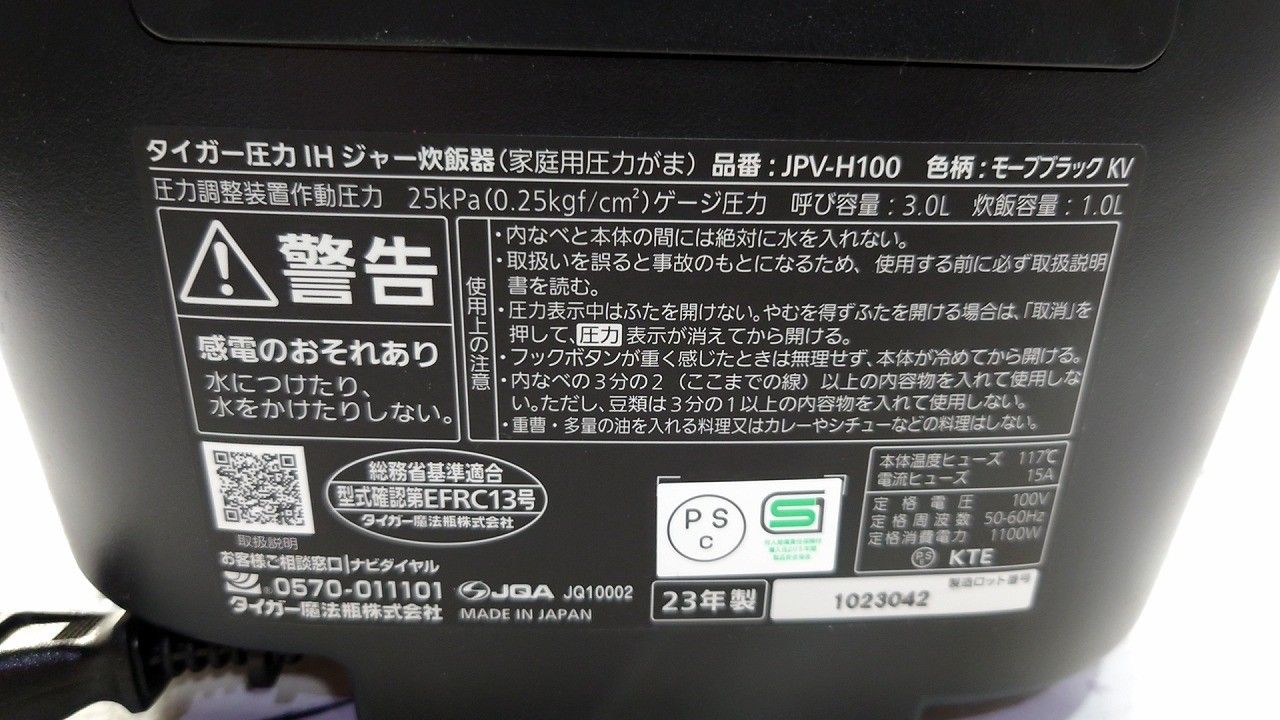 タイガー圧力IHジャー炊飯器(家庭用圧力がま) 品番:JPV-H100 色柄:モーブブラックKV
圧力調整装置作動圧力 25kPa(0.25kgf/cm²)ゲージ圧力 呼び容量:3.0L 炊飯容量:1.0L
警告
感電のおそれあり
水につけたり、
水をかけたりしない。
使用上の注意
・内なべと本体の間には絶対に水を入れない。
・取扱いを誤ると事故のもとになるため、使用する前に必ず取扱説明
書を読む。
・圧力表示中はふたを開けない。やむを得ずふたを開ける場合は、「取消」を
押して、圧力 表示が消えてから開ける。
・フックボタンが重く感じたときは無理せず、本体が冷めてから開ける。
・内なべの3分の2(ここまでの線)以上の内容物を入れて使用しな
い。ただし、豆類は3分の1以上の内容物を入れて使用しない。
・重曹・多量の油を入れる料理又はカレーやシチューなどの料理はしない。
取扱説明
総務省基準適合
型式確認第EFRC13号
タイガー魔法瓶株式会社
お客様ご相談窓口|ナビダイヤル
0570-011101
タイガー魔法瓶株式会社
JQA JG10002
MADE IN JAPAN
PS
C
S
本体温度ヒューズ 117℃
電流ヒューズ 15A
定格電圧 100V
定格周波数 50-60Hz
定格消費電力 1100W
PS
E KTE
23年製
製造ロット番号
1023042